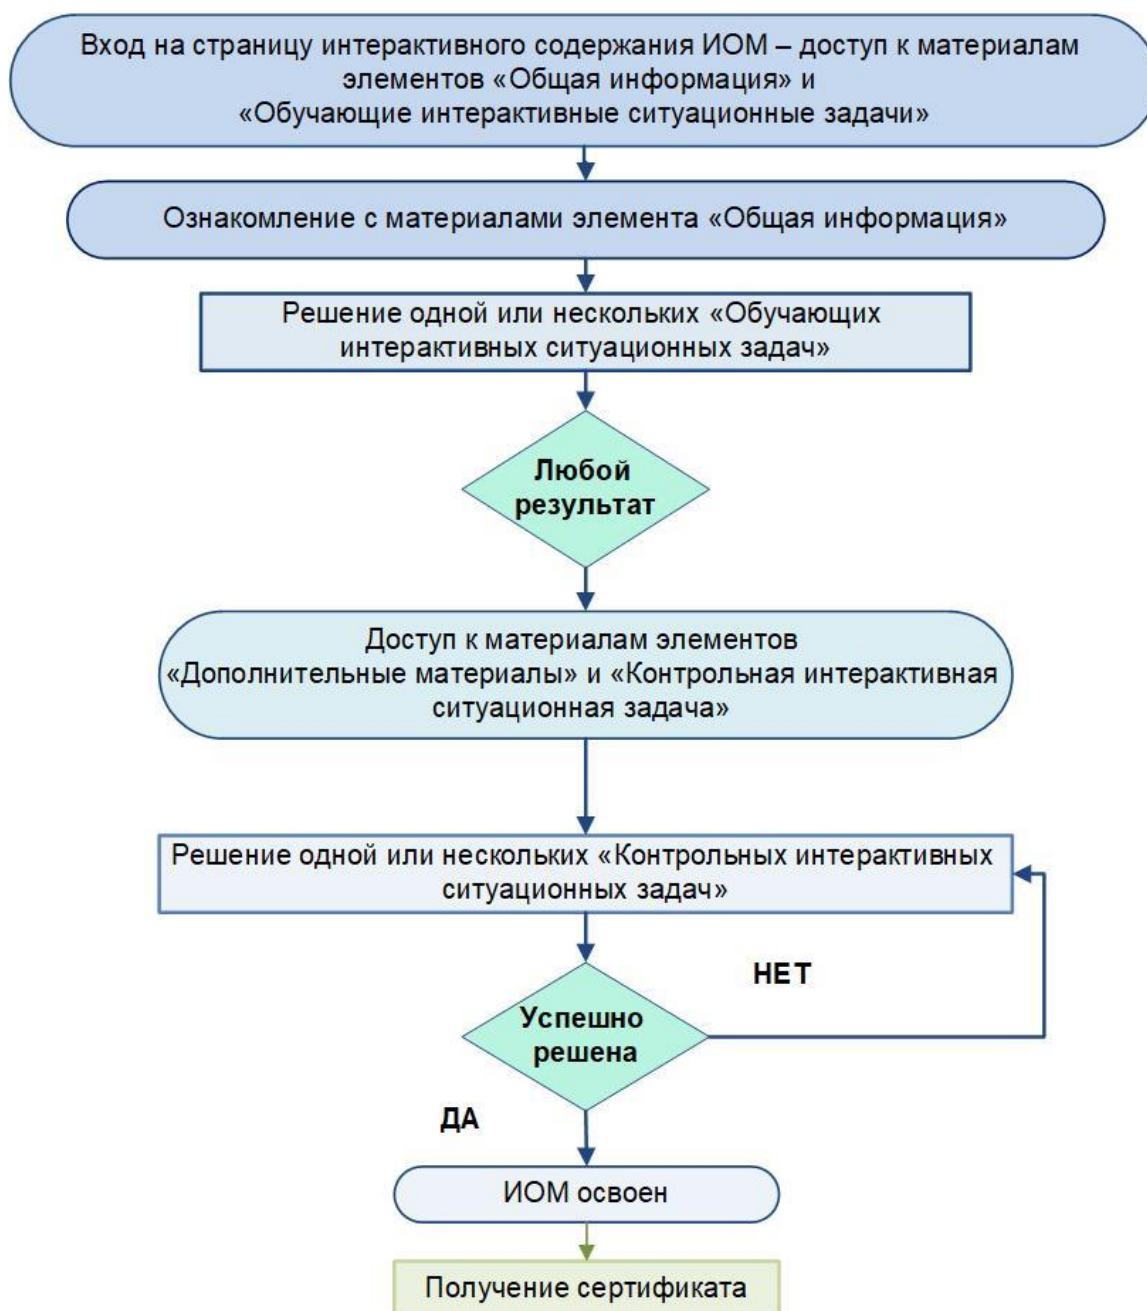 Вход на страницу интерактивного содержания ИОМ – доступ к материалам
элементов «Общая информация» и
«Обучающие интерактивные ситуационные задачи»
Ознакомление с материалами элемента «Общая информация»
Решение одной или нескольких «Обучающих
интерактивных ситуационных задач»
Любой
результат
Доступ к материалам элементов
«Дополнительные материалы» и «Контрольная интерактивная
ситуационная задача»
Решение одной или нескольких «Контрольных интерактивных
ситуационных задач»
НЕТ
Успешно
решена
ДА
ИОМ освоен
Получение сертификата